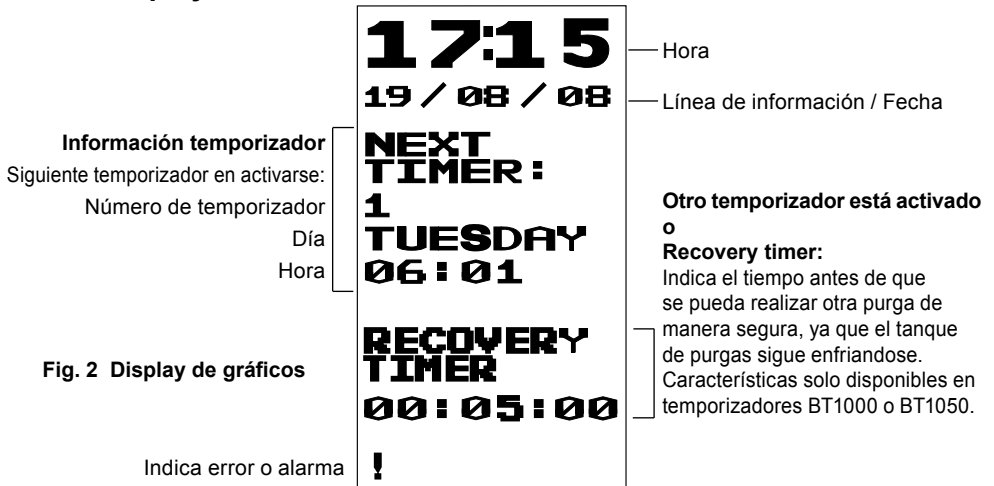 17:15
Hora
19/08/08
Línea de información / Fecha
Información temporizador
Siguiente temporizador en activarse:
Número de temporizador
Día
Hora
NEXT
TIMER:
1
TUESDAY
06:01
Otro temporizador está activado
o
Recovery timer:
Indica el tiempo antes de que
se pueda realizar otra purga de
manera segura, ya que el tanque
de purgas sigue enfriandose.
Características solo disponibles en
temporizadores BT1000 o BT1050.
RECOVERY
TIMER
00:05:00
Fig. 2 Display de gráficos
Indica error o alarma
!